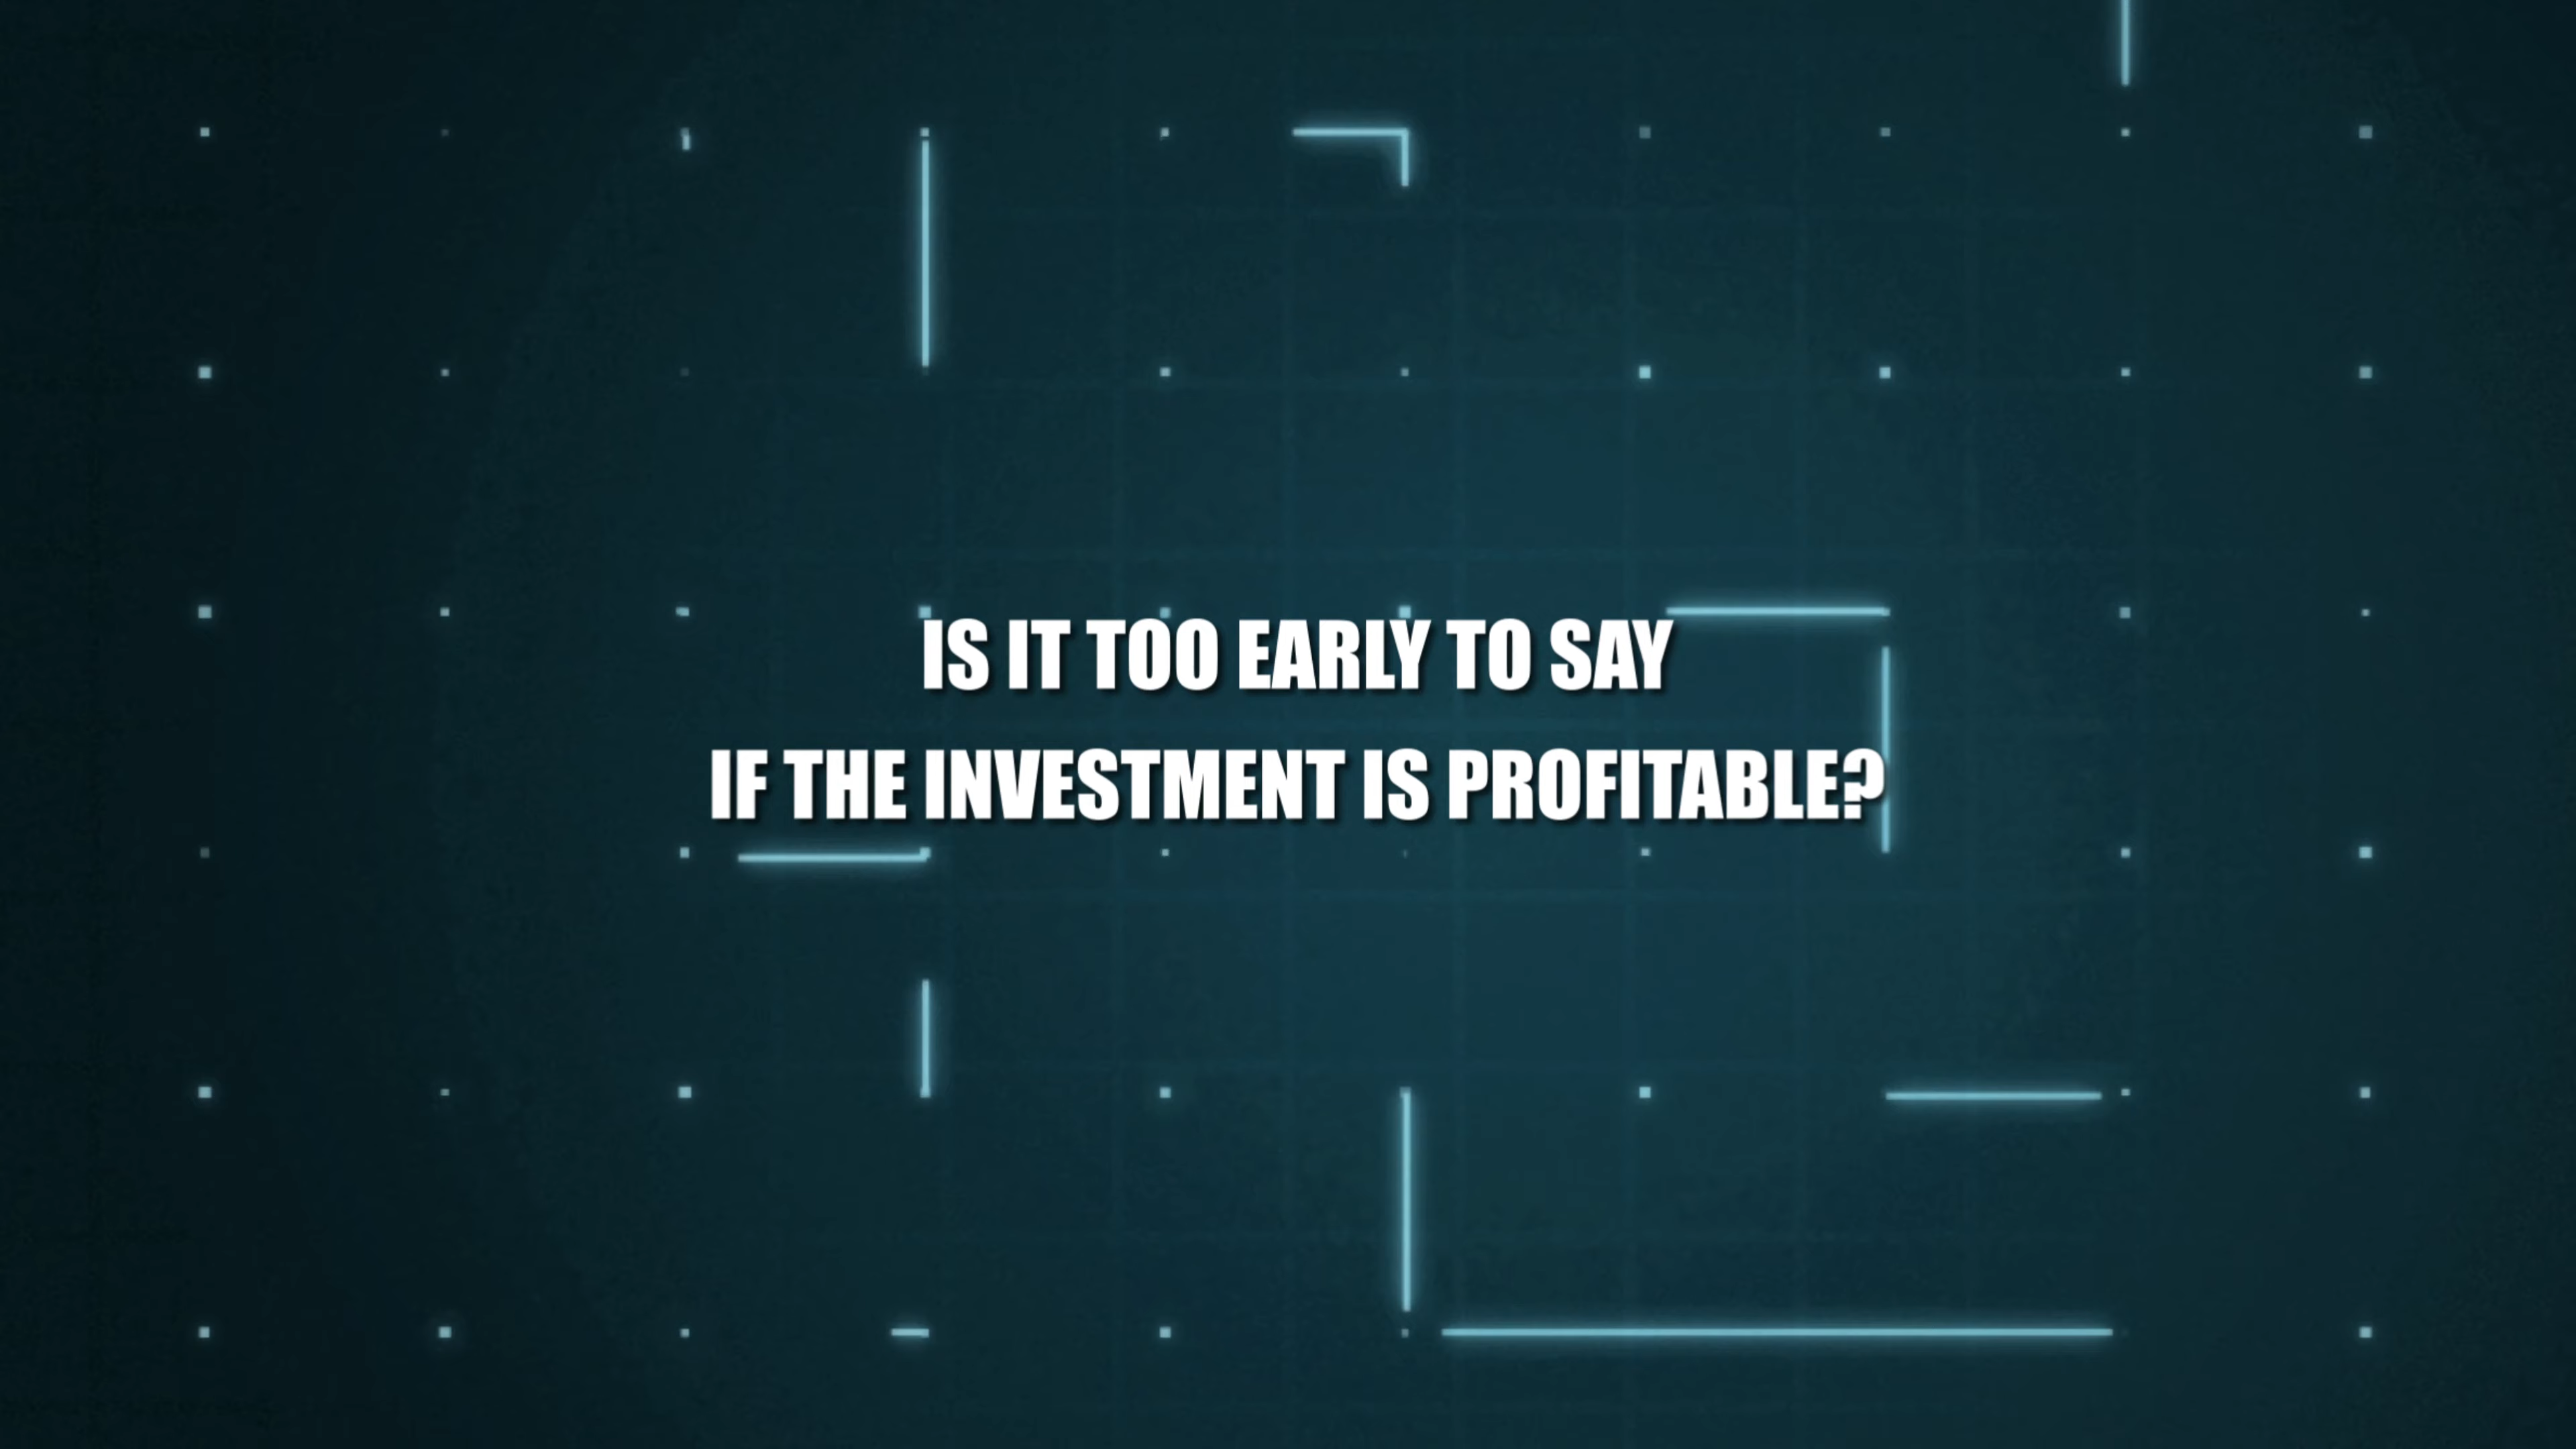 IS IT TOO EARLY TO SAY
IF THE INVESTMENT IS PROFITABLE?